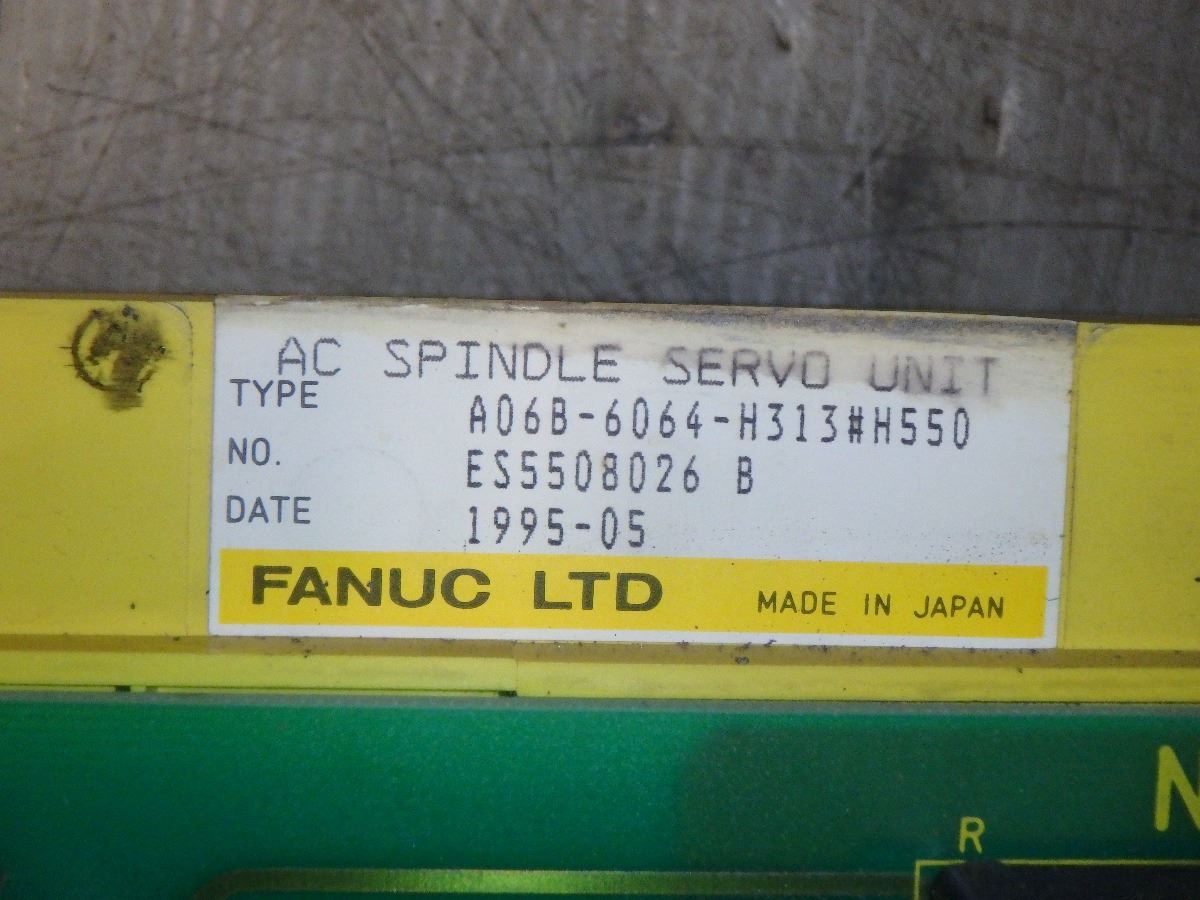 AC SPINDLE SERVO UNIT
TYPE A06B-6064-H313#H550
NO. ES5508026 B
DATE 1995-05
FANUC LTD MADE IN JAPAN
N
R